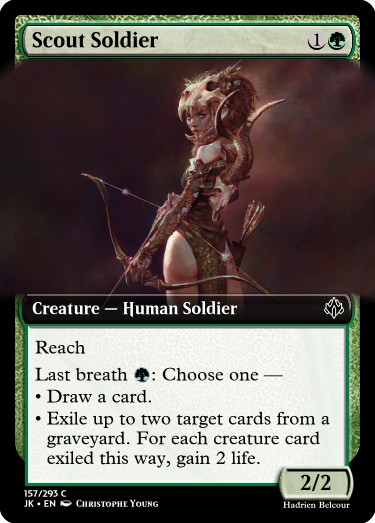 Scout Soldier 1
Creature — Human Soldier
Reach
Last breath : Choose one —
• Draw a card.
• Exile up to two target cards from a
graveyard. For each creature card
exiled this way, gain 2 life.
2/2
157/293 C
JK • EN Christophe Young
Hadrien Belcour